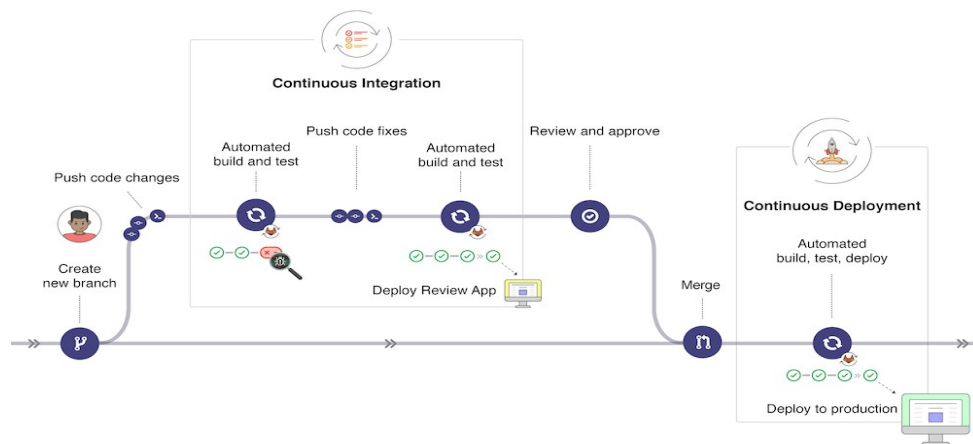 Continuous Integration
Push code fixes
Review and approve
Automated
build and test
Automated
build and test
Push code changes
Continuous Deployment
Automated
build, test, deploy
Create
new branch
Deploy Review App
Merge
Deploy to production